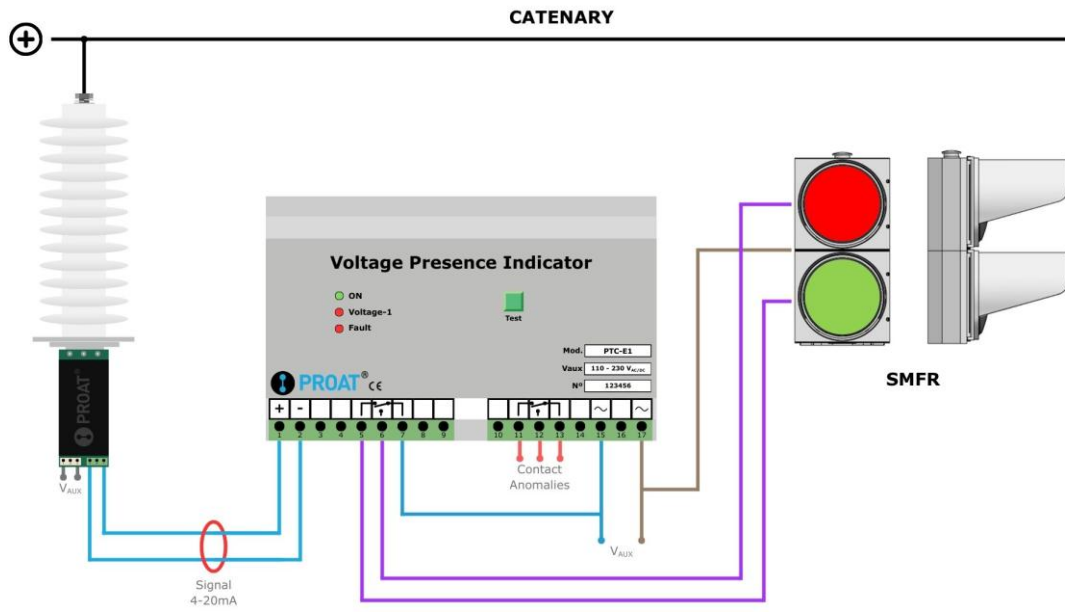 CATENARY
Voltage Presence Indicator
ON
Voltage-1
Fault
Test
Mod. PTC-E1
Vaux 110 - 230 VAC/DC
Nº 123456
PROAT® CE
+ -
1 2 3 4 5 6 7 8 9
10 11 12 13 14 15 16 17
SMFR
PROAT®
VAUX
Contact
Anomalies
VAUX
Signal
4-20mA